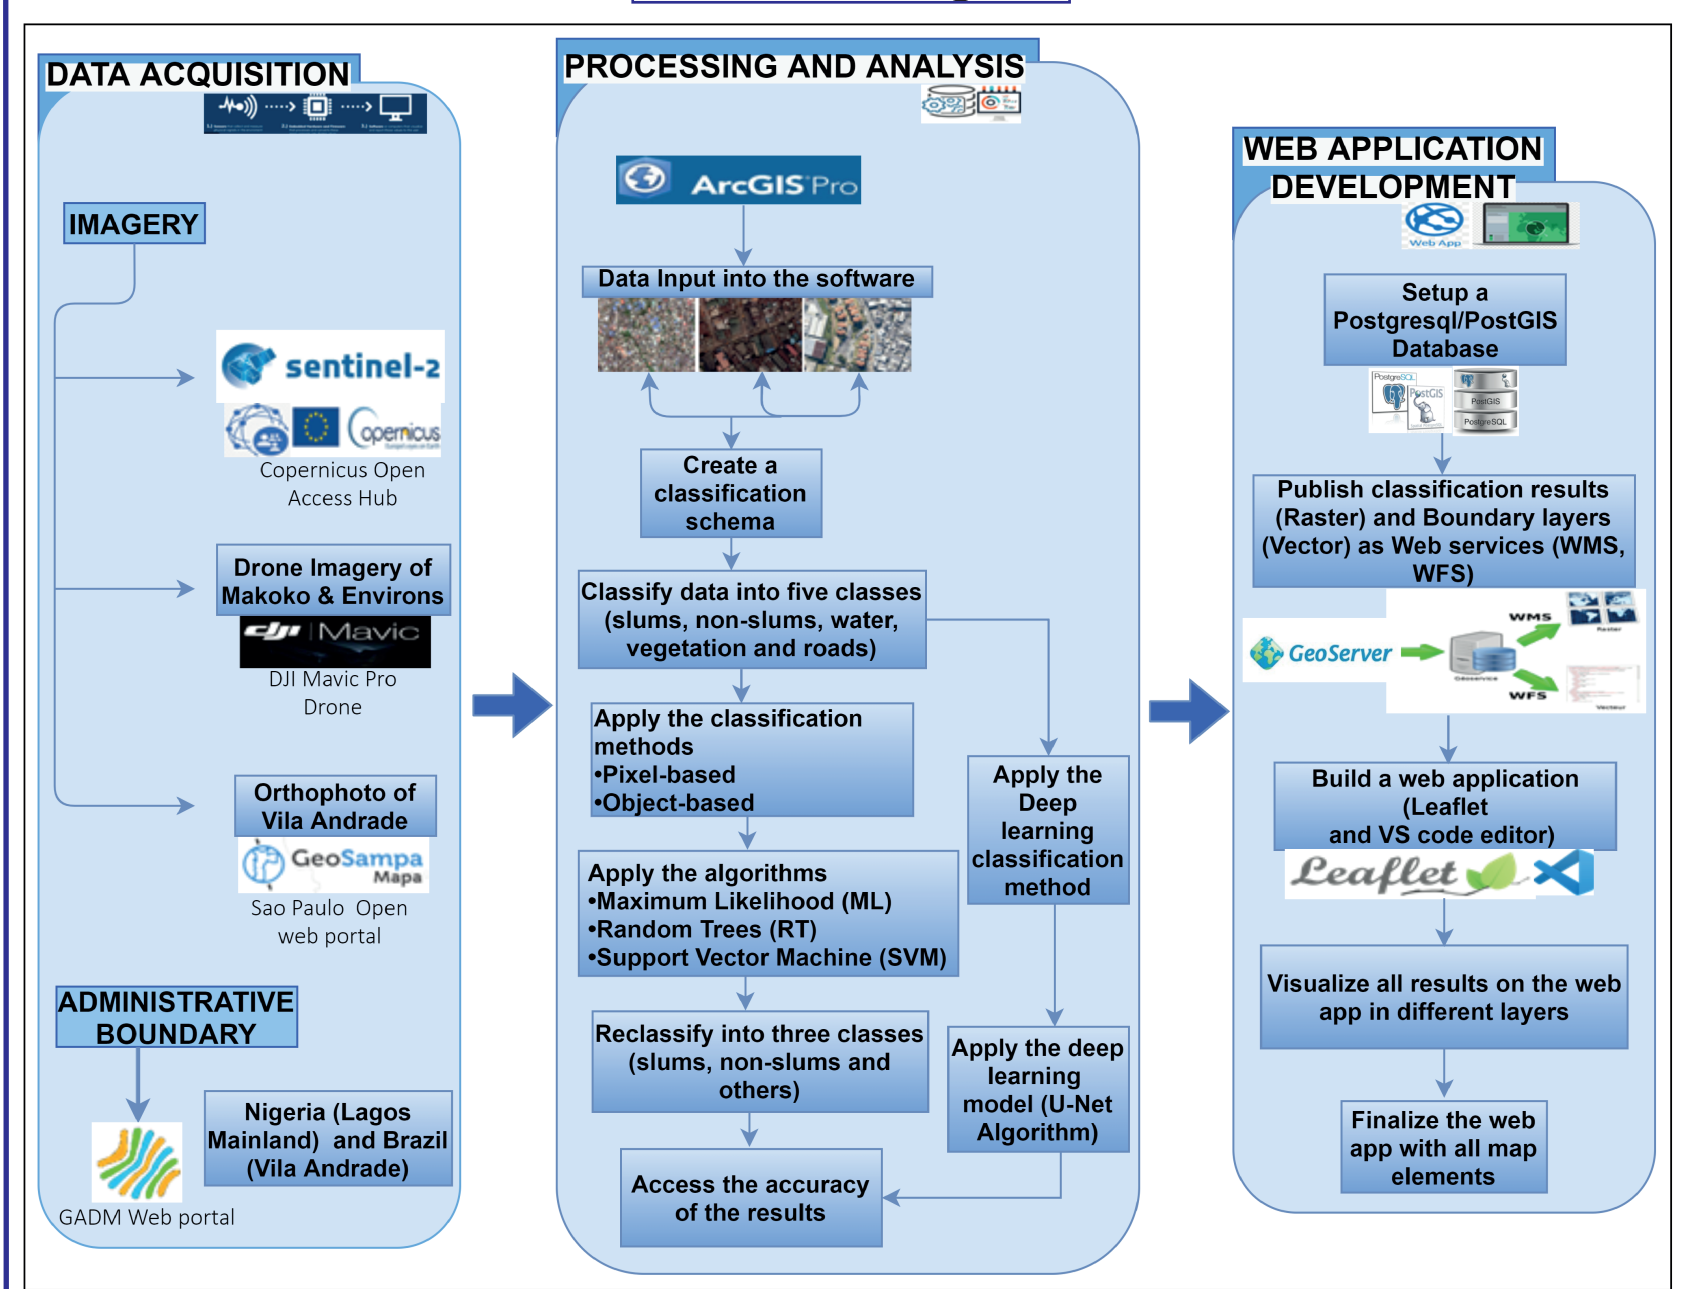 DATA ACQUISITION
IMAGERY
sentinel-2
Copernicus
Copernicus Open
Access Hub
Drone Imagery of
Makoko & Environs
dji Mavic
DJI Mavic Pro
Drone
Orthophoto of
Vila Andrade
GeoSampa
Mapa
Sao Paulo Open
web portal
ADMINISTRATIVE
BOUNDARY
Nigeria (Lagos
Mainland) and Brazil
(Vila Andrade)
GADM Web portal
PROCESSING AND ANALYSIS
ArcGIS Pro
Data Input into the software
Create a
classification
schema
Classify data into five classes
(slums, non-slums, water,
vegetation and roads)
Apply the classification
methods
•Pixel-based
•Object-based
Apply the algorithms
•Maximum Likelihood (ML)
•Random Trees (RT)
•Support Vector Machine (SVM)
Reclassify into three classes
(slums, non-slums and
others)
Access the accuracy
of the results
Apply the
Deep
learning
classification
method
Apply the deep
learning
model (U-Net
Algorithm)
WEB APPLICATION
DEVELOPMENT
Web App
Setup a
Postgresql/PostGIS
Database
PostgreSQL
PostGIS
PostGIS
PostgreSQL
Publish classification results
(Raster) and Boundary layers
(Vector) as Web services (WMS,
WFS)
GeoServer
WMS
Raster
Geoservice
WFS
Vecteur
Build a web application
(Leaflet
and VS code editor)
Leaflet
Visualize all results on the web
app in different layers
Finalize the web
app with all map
elements